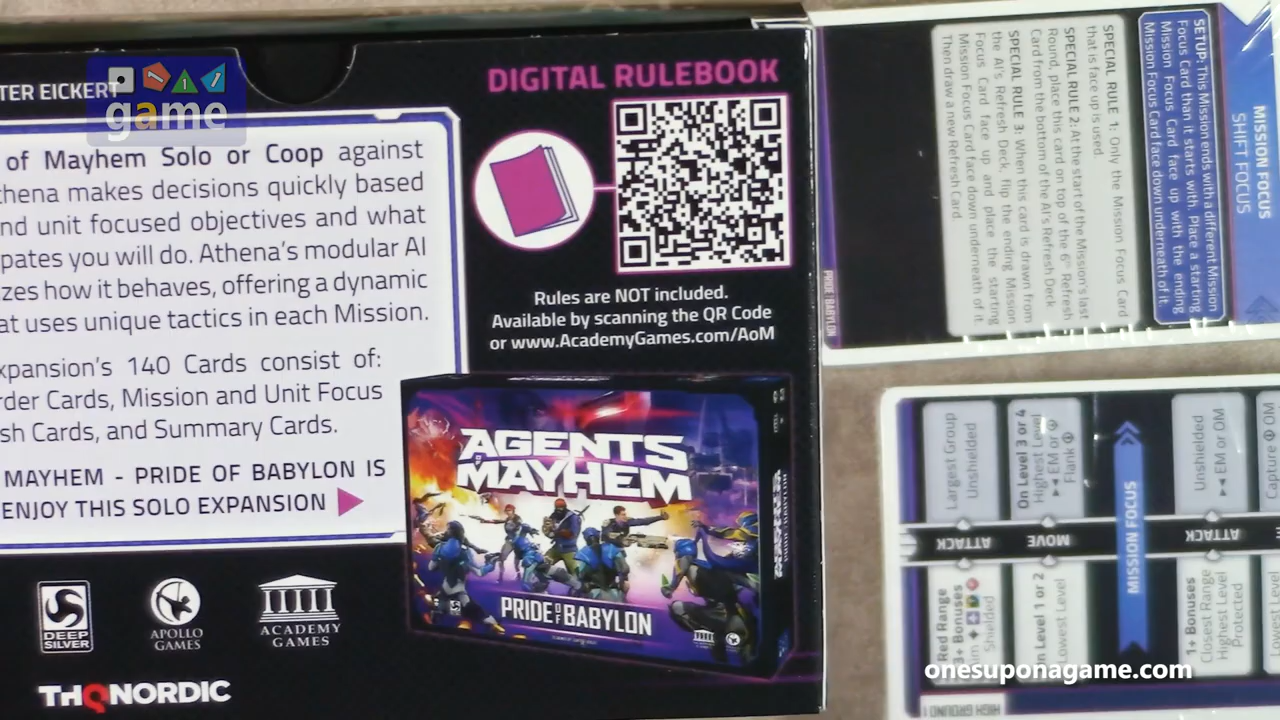 TER EICKERT
game
of Mayhem Solo or Coop against
thena makes decisions quickly based
nd unit focused objectives and what
pates you will do. Athena's modular AI
zes how it behaves, offering a dynamic
at uses unique tactics in each Mission.
xpansion's 140 Cards consist of:
rder Cards, Mission and Unit Focus
sh Cards, and Summary Cards.
MAYHEM - PRIDE OF BABYLON IS
ENJOY THIS SOLO EXPANSION
DEEP
SILVER
APOLLO
GAMES
ACADEMY
GAMES
THQNORDIC
DIGITAL RULEBOOK
Rules are NOT included.
Available by scanning the QR Code
or www.AcademyGames.com/AoM
AGENTS
OF
MAYHEM
PRIDE OF BABYLON
MISSION FOCUS
SHIFT FOCUS
SETUP: This Mission ends with a different Mission
Focus Card than it starts with. Place a starting
Mission Focus Card face up with the ending
Mission Focus Card face down underneath of it.
SPECIAL RULE 1: Only the Mission Focus Card
that is face up is used.
SPECIAL RULE 2: At the start of the Mission's last
Round, place this card on top of the 6th Refresh
Card from the bottom of the AI's Refresh Deck.
SPECIAL RULE 3: When this card is drawn from
the AI's Refresh Deck, flip the ending Mission
Focus Card face up and place the starting
Mission Focus Card face down underneath of it.
Then draw a new Refresh Card.
PRIDE OF BABYLON
Largest Group
Unshielded
ATTACK
Red Range
3+ Bonuses
Shielded
On Level 3 or 4
Highest Level
EM or
Flank
MOVE
On Level 1 or 2
Lowest Level
MISSION FOCUS
Unshielded
EM or OM
ATTACK
1+ Bonuses
Closest Range
Highest Level
Protected
Capture OM
Lowest Level
HIGH GROUND 1
onesuponagame.com